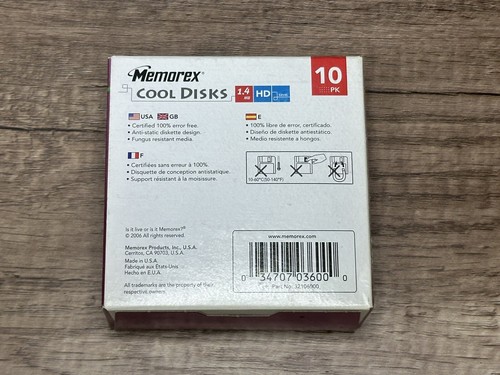 Memorex®
COOL DISKS 1.4 MB HD
10
PK
USA GB
• Certified 100% error free.
• Anti-static diskette design.
• Fungus resistant media.
E
• 100% libre de error, certificado.
• Diseño de diskette antiestático.
• Medio resistente a hongos.
F
• Certifiées sans erreur à 100%.
• Disquette de conception antistatique.
• Support résistant à la moisissure.
10-60°C(50-140°F)
Is it live or is it Memorex?®
© 2006 All rights reserved.
Memorex Products, Inc., U.S.A.
Cerritos, CA 90703, U.S.A.
Made in U.S.A.
Fabriqué aux États-Unis
Hecho en E.U.A.
All trademarks are the property of their
respective owners.
www.memorex.com
0 34707 03600 0
Part No. 32103600